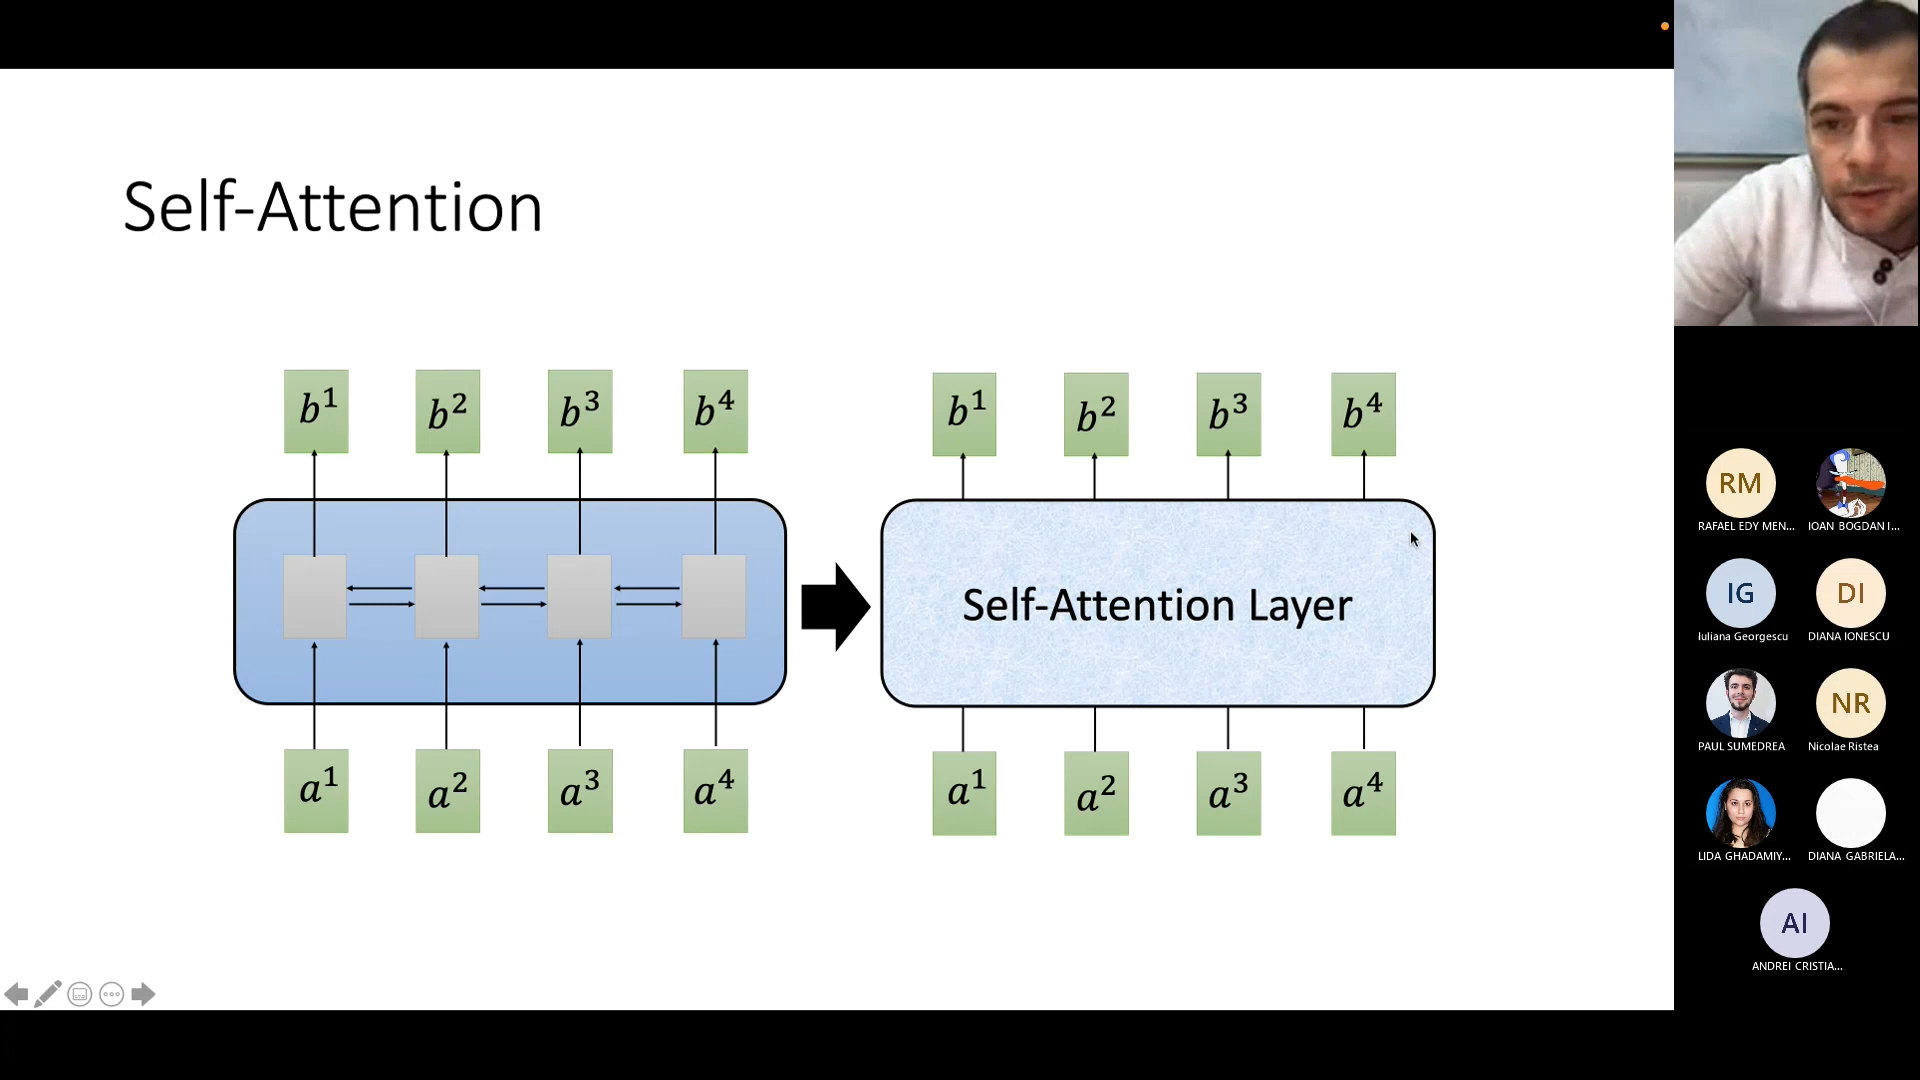 Self-Attention
b¹ b² b³ b⁴ b¹ b² b³ b⁴
Self-Attention Layer
a¹ a² a³ a⁴ a¹ a² a³ a⁴
RM
RAFAEL EDY MEN... IOAN BOGDAN I...
IG DI
Iuliana Georgescu DIANA IONESCU
NR
PAUL SUMEDREA Nicolae Ristea
LIDA GHADAMIY... DIANA GABRIELA...
AI
ANDREI CRISTIA...